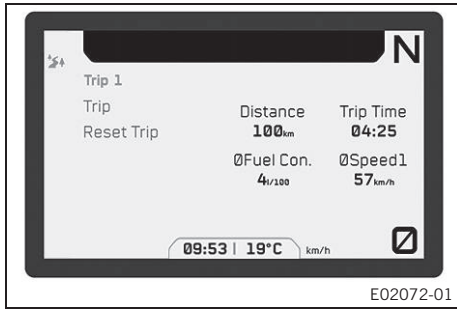 N
Trip 1
Trip
Reset Trip
Distance
100km
Trip Time
04:25
ØFuel Con.
4l/100
ØSpeed1
57km/h
09:53 | 19°C km/h
0
E02072-01